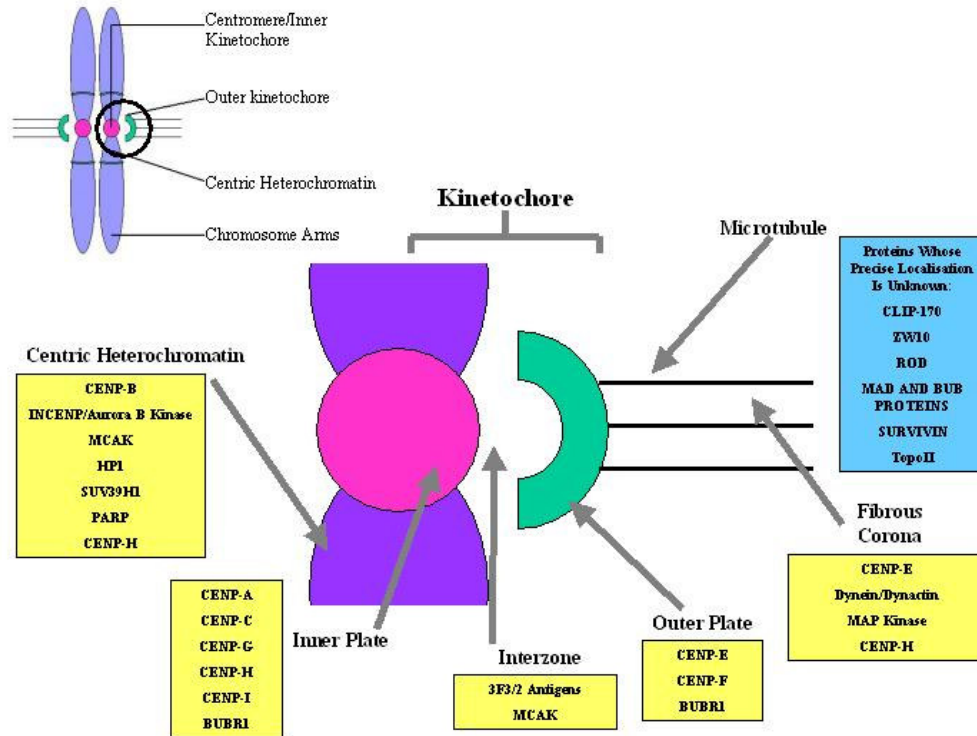 Centromere/Inner
Kinetochore
Outer kinetochore
Centric Heterochromatin
Chromosome Arms
Kinetochore
Microtubule
Proteins Whose
Precise Localisation
Is Unknown:
CLIP-170
ZW10
ROD
MAD AND BUB
PROTEINS
SURVIVIN
TopoII
Centric Heterochromatin
CENP-B
INCENP/Aurora B Kinase
MCAK
HP1
SUV39H1
PARP
CENP-H
Inner Plate
CENP-A
CENP-C
CENP-G
CENP-H
CENP-I
BUBR1
Interzone
3F3/2 Antigens
MCAK
Outer Plate
CENP-E
CENP-F
BUBR1
Fibrous
Corona
CENP-E
Dynein/Dynactin
MAP Kinase
CENP-H